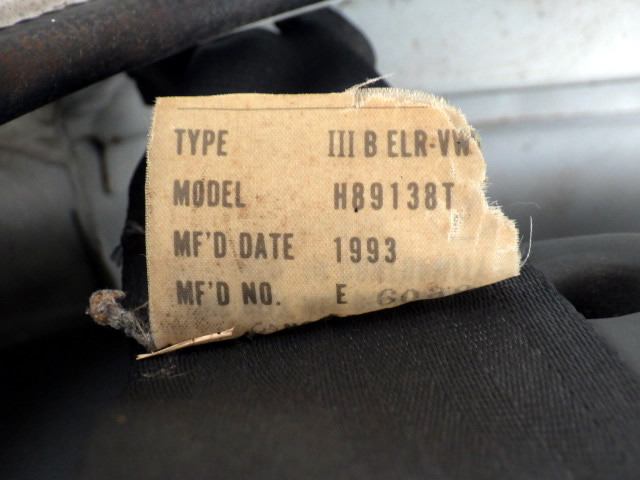 TYPE III B ELR-VW
MODEL H89138T
MF'D DATE 1993
MF'D NO. E